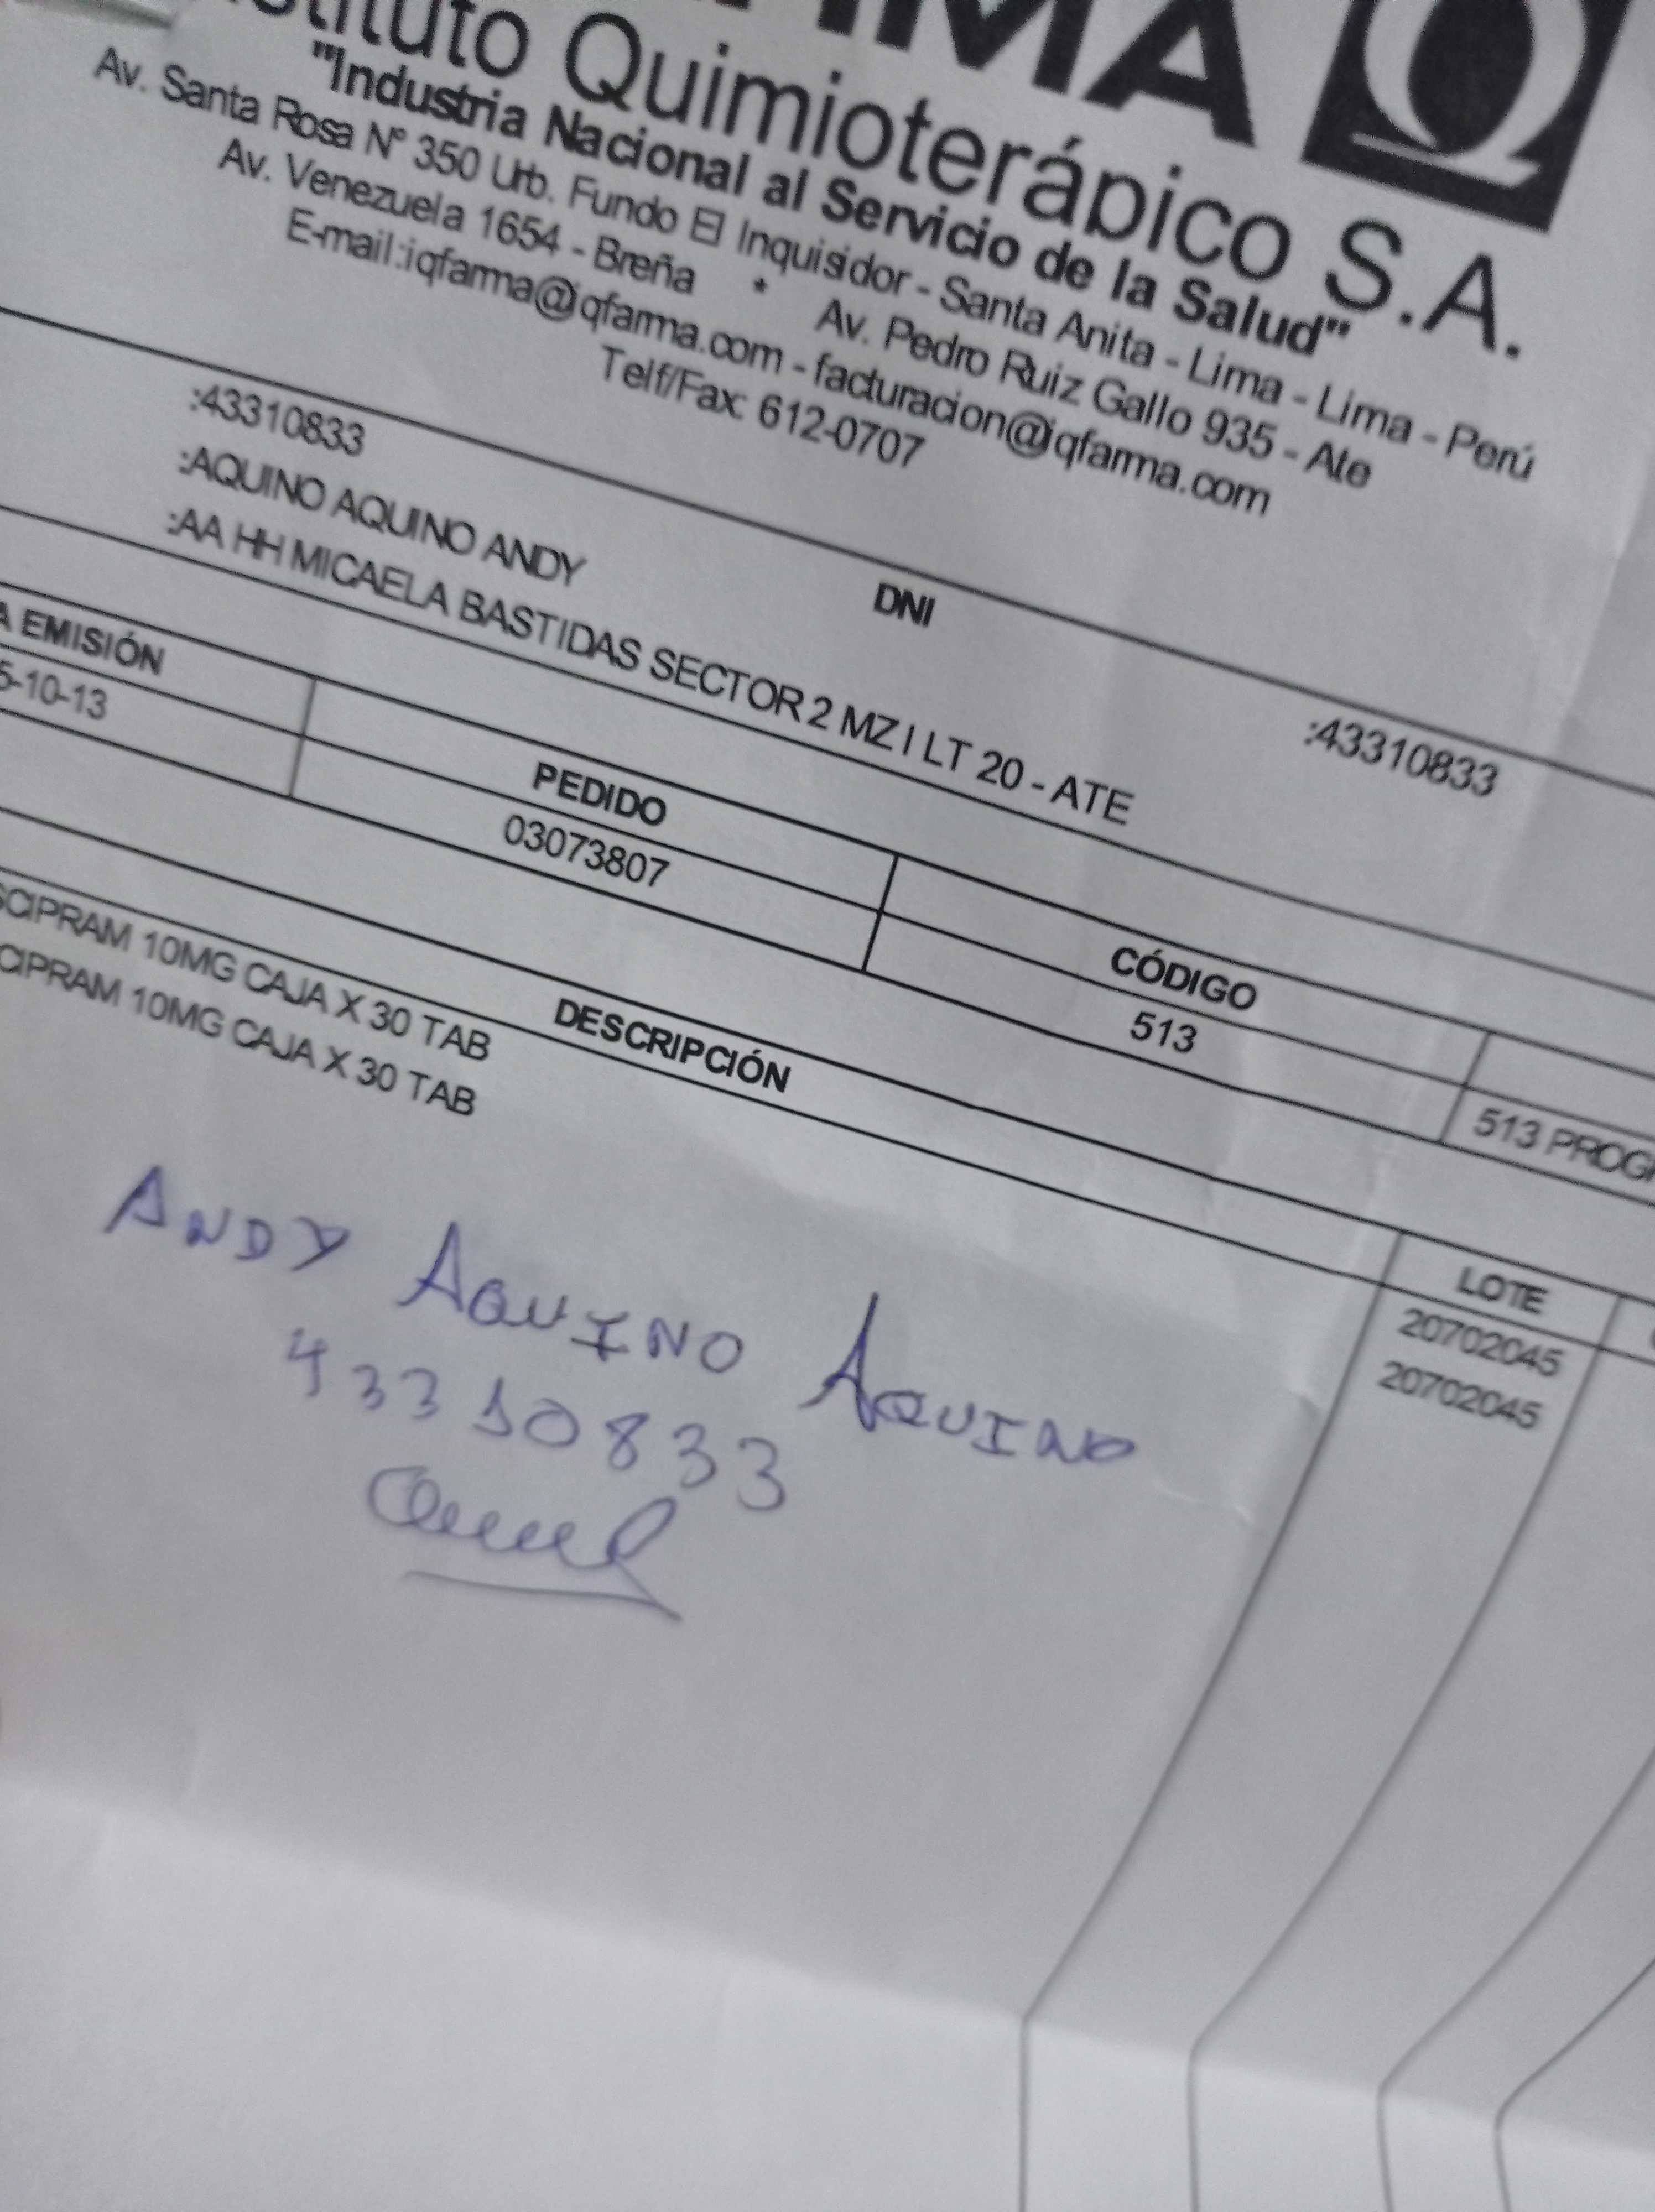 Quimioterápico S.A.
"Industria Nacional al Servicio de la Salud"
Av. Santa Rosa N° 350 Urb. Fundo El Inquisidor - Santa Anita - Lima - Lima - Perú
Av. Venezuela 1654 - Breña * Av. Pedro Ruiz Gallo 935 - Ate
E-mail:iqfarma@iqfarma.com - facturacion@iqfarma.com
Telf/Fax: 612-0707
:43310833 DNI :43310833
:AQUINO AQUINO ANDY
:AA HH MICAELA BASTIDAS SECTOR 2 MZ I LT 20 - ATE
EMISIÓN PEDIDO CÓDIGO
5-10-13 03073807 513 513
DESCRIPCIÓN LOTE
SCIPRAM 10MG CAJA X 30 TAB 20702045
CIPRAM 10MG CAJA X 30 TAB 20702045
ANDY AQUINO AQUINO
43310833